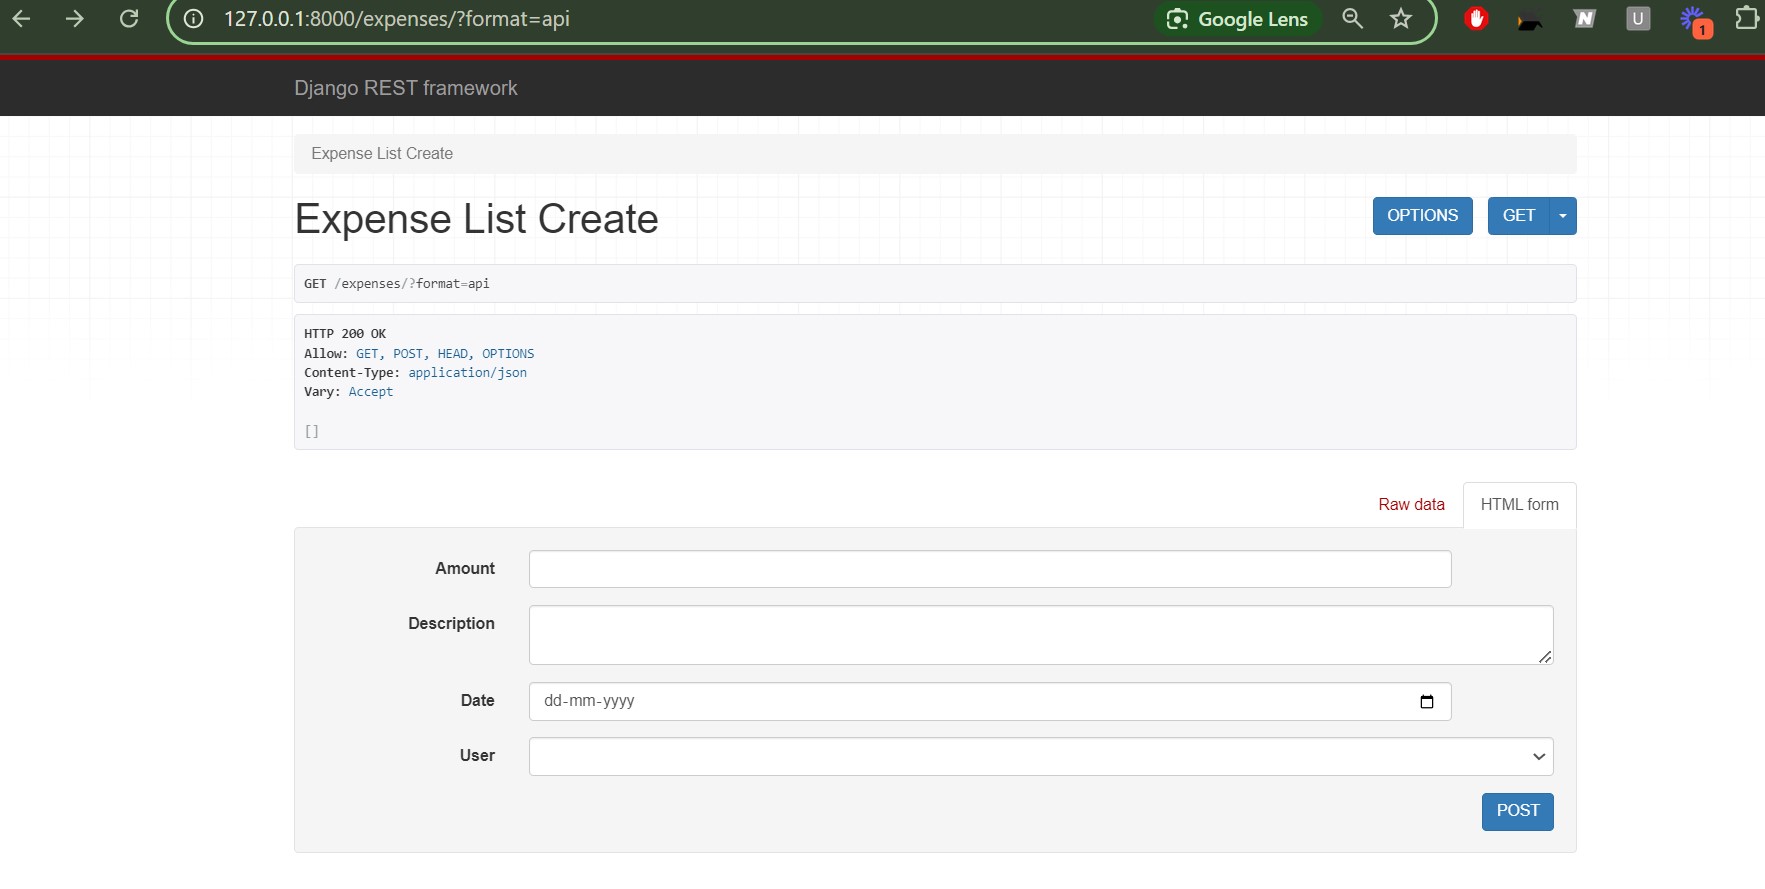 127.0.0.1:8000/expenses/?format=api
Google Lens
N
U
1
Django REST framework
Expense List Create
Expense List Create
OPTIONS
GET
GET /expenses/?format=api
HTTP 200 OK
Allow: GET, POST, HEAD, OPTIONS
Content-Type: application/json
Vary: Accept
[]
Raw data
HTML form
Amount
Description
Date
dd-mm-yyyy
User
POST